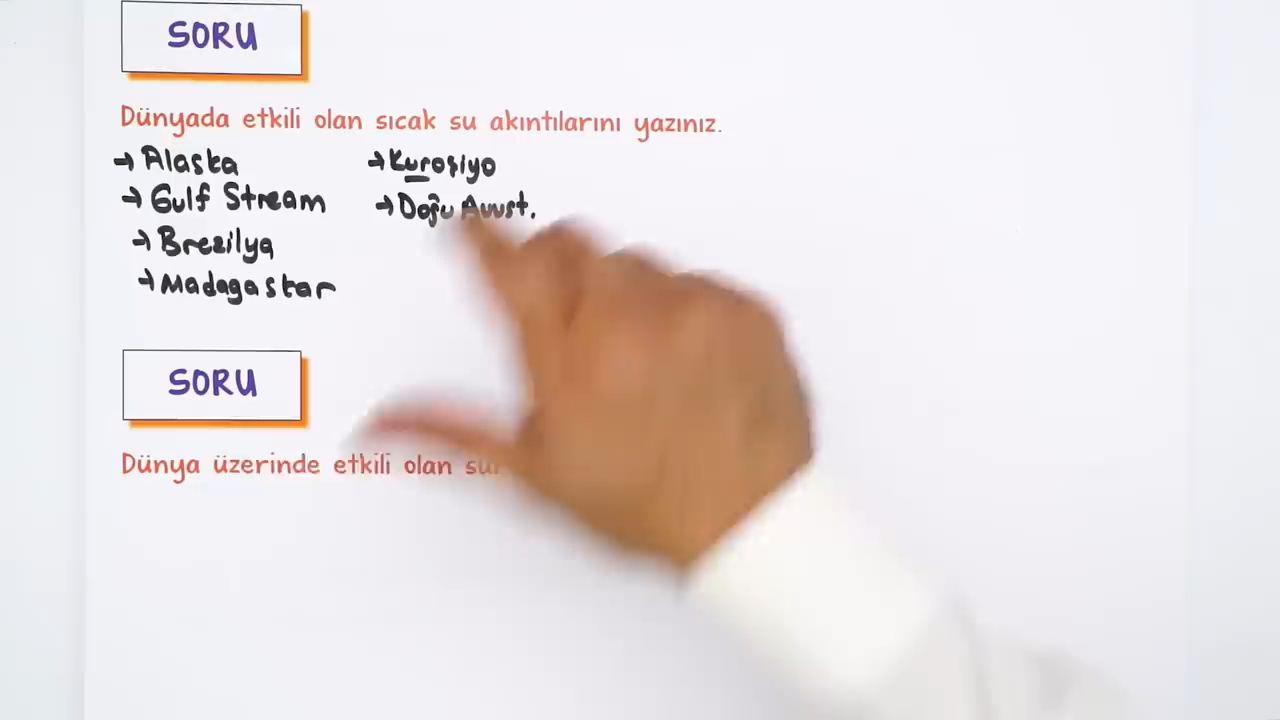 SORU
Dünyada etkili olan sıcak su akıntılarını yazınız.
→ Alaska
→ Gulf Stream
→ Brezilya
→ Madagaskar
→ Kuroşiyo
→ Doğu Avust.
SORU
Dünya üzerinde etkili olan